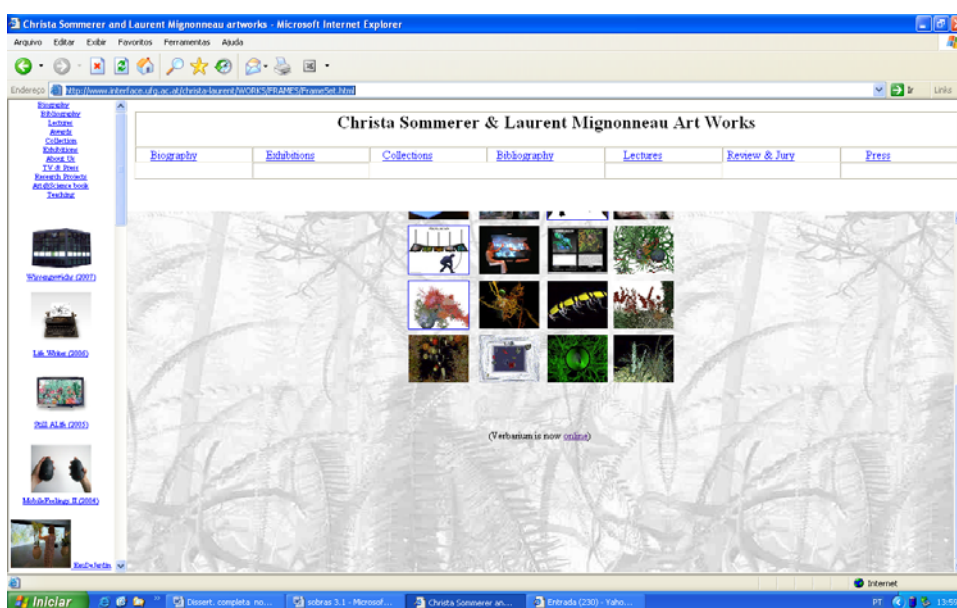 Christa Sommerer and Laurent Mignonneau artworks - Microsoft Internet Explorer
Arquivo Editar Exibir Favoritos Ferramentas Ajuda
Endereço http://www.interface.ufg.ac.at/christa-laurent/WORKS/FRAMES/FrameSet.html Ir Links
Biography
Bibliography
Lectures
Awards
Collection
Exhibitions
About Us
TV & Press
Research Projects
Art@Science book
Teaching
Christa Sommerer & Laurent Mignonneau Art Works
Biography Exhibitions Collections Bibliography Lectures Review & Jury Press
(2007)
Life Writer (2006)
Still ALife (2005)
MobileFeelings II (2004)
(Verbarium is now online)
Internet
Iniciar Dissert. completa no... sobras 3.1 - Microsof... Christa Sommerer an... Entrada (230) - Yaho... PT 13:59